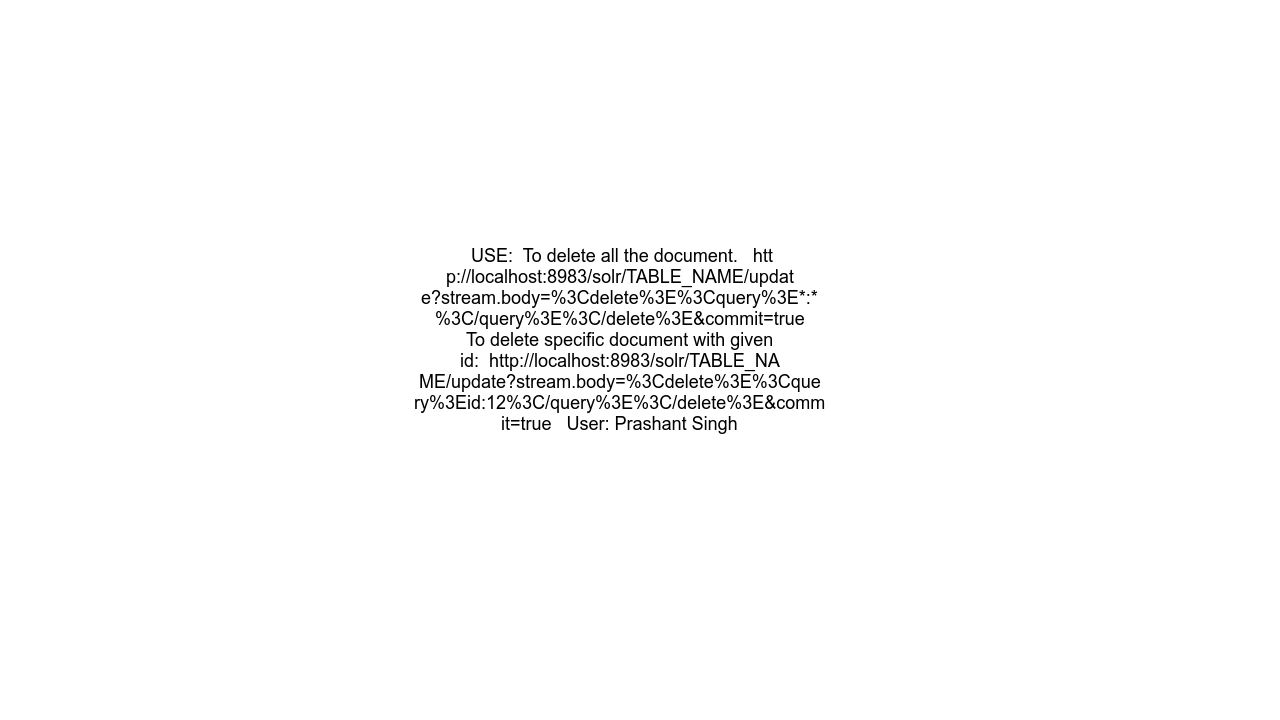 USE:  To delete all the document.   htt
p://localhost:8983/solr/TABLE_NAME/updat
e?stream.body=%3Cdelete%3E%3Cquery%3E*:*
%3C/query%3E%3C/delete%3E&commit=true
To delete specific document with given
id:  http://localhost:8983/solr/TABLE_NA
ME/update?stream.body=%3Cdelete%3E%3Cque
ry%3Eid:12%3C/query%3E%3C/delete%3E&comm
it=true   User: Prashant Singh